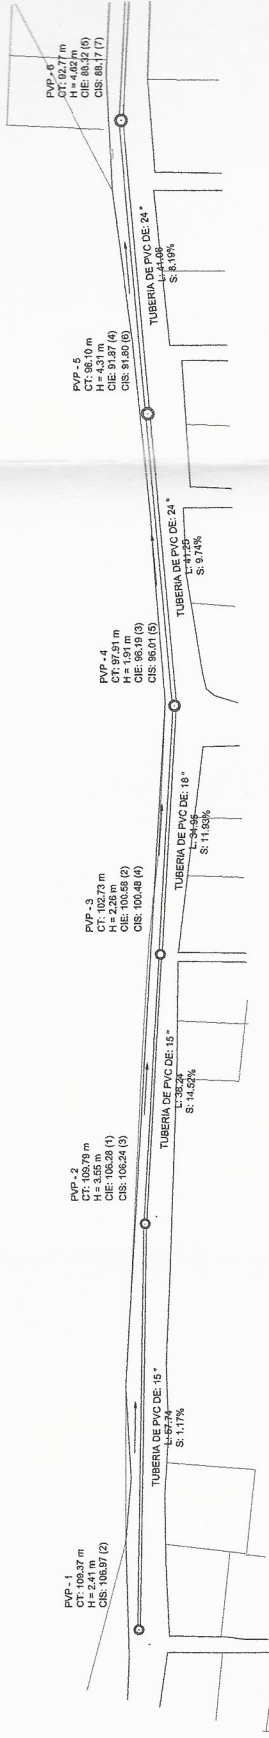 PVP - 1
CT: 109.37 m
H = 2.41 m
CIS: 106.97 (2)
TUBERIA DE PVC DE: 15 "
L: 57.74
S: 1.17%
PVP - 2
CT: 109.79 m
H = 3.55 m
CIE: 106.28 (1)
CIS: 106.24 (3)
TUBERIA DE PVC DE: 15 "
L: 38.24
S: 14.52%
PVP - 3
CT: 102.73 m
H = 2.26 m
CIE: 100.58 (2)
CIS: 100.48 (4)
TUBERIA DE PVC DE: 18 "
L: 34.96
S: 11.93%
PVP - 4
CT: 97.91 m
H = 1.91 m
CIE: 96.19 (3)
CIS: 96.01 (5)
TUBERIA DE PVC DE: 24 "
L: 41.25
S: 9.74%
PVP - 5
CT: 96.10 m
H = 4.31 m
CIE: 91.87 (4)
CIS: 91.80 (6)
TUBERIA DE PVC DE: 24 "
L: 41.06
S: 8.19%
PVP - 6
CT: 92.77 m
H = 4.62 m
CIE: 88.32 (5)
CIS: 88.17 (7)